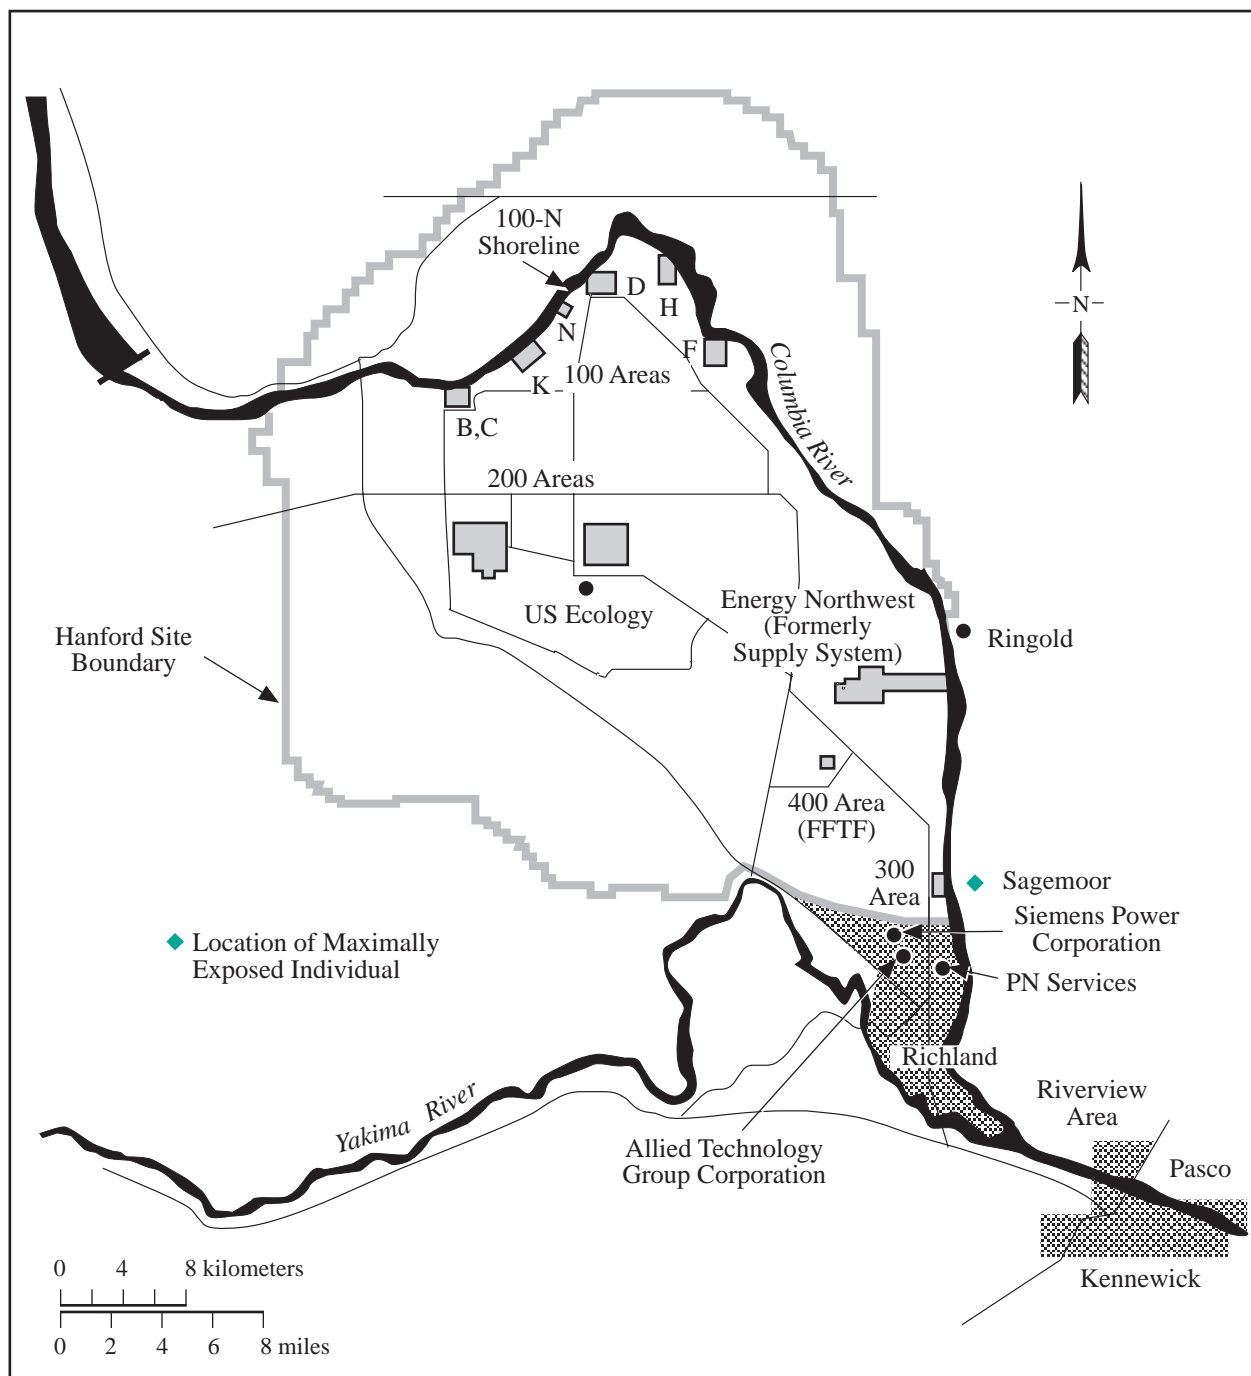 100-N
Shoreline
D
H
N
N
F
K
100 Areas
B,C
Columbia River
200 Areas
US Ecology
Energy Northwest
(Formerly
Supply System)
Ringold
Hanford Site
Boundary
400 Area
(FFTF)
300
Area
Sagemoor
Siemens Power
Corporation
Location of Maximally
Exposed Individual
PN Services
Richland
Riverview
Area
Yakima River
Allied Technology
Group Corporation
Pasco
Kennewick
0 4 8 kilometers
0 2 4 6 8 miles